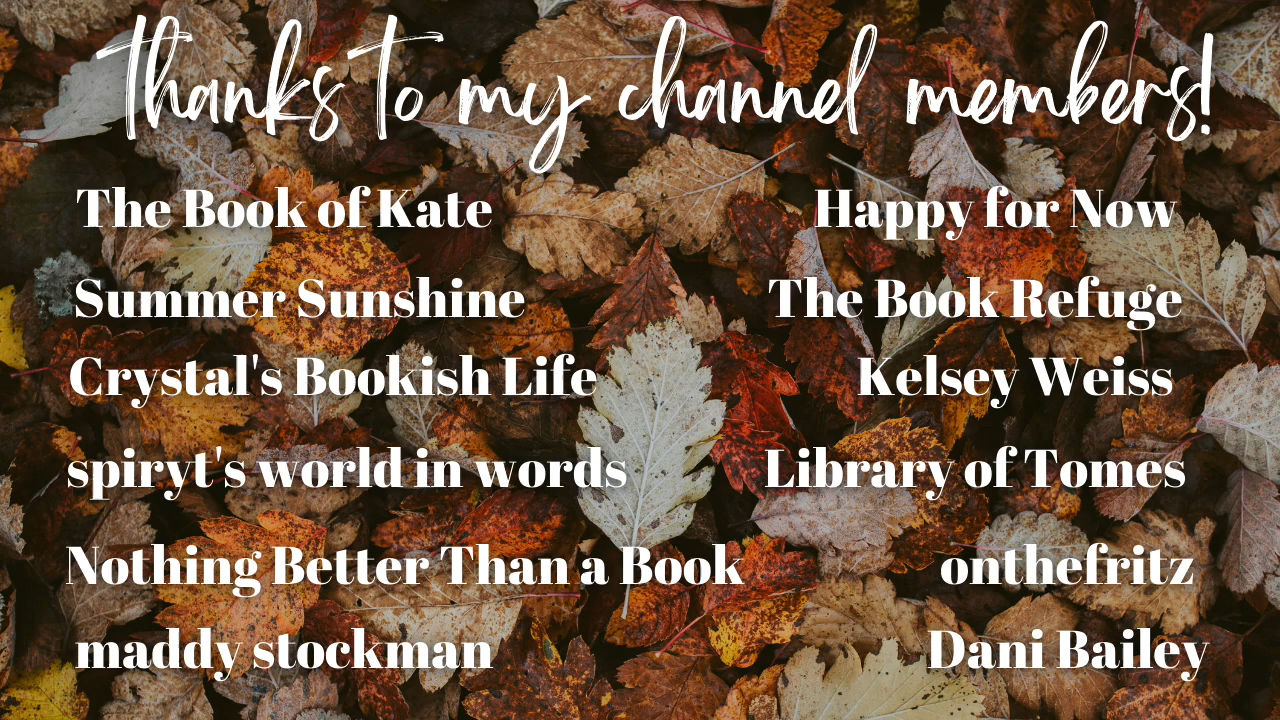 Thanks to my channel members!
The Book of Kate
Happy for Now
Summer Sunshine
The Book Refuge
Crystal's Bookish Life
Kelsey Weiss
spiryt's world in words
Library of Tomes
Nothing Better Than a Book
onthefritz
maddy stockman
Dani Bailey